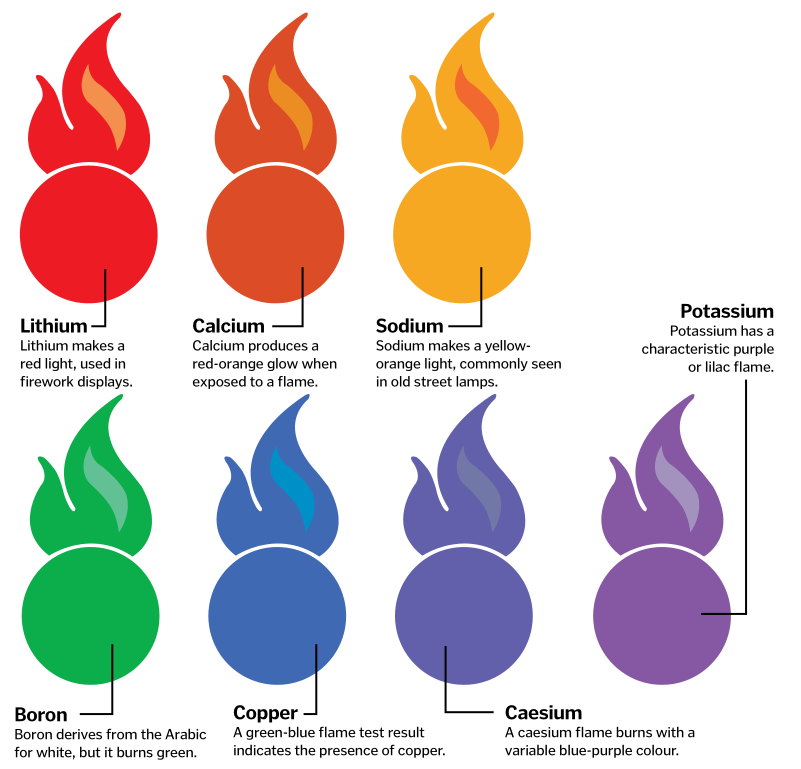 Lithium
Lithium makes a
red light, used in
firework displays.
Calcium
Calcium produces a
red-orange glow when
exposed to a flame.
Sodium
Sodium makes a yellow-
orange light, commonly seen
in old street lamps.
Potassium
Potassium has a
characteristic purple
or lilac flame.
Boron
Boron derives from the Arabic
for white, but it burns green.
Copper
A green-blue flame test result
indicates the presence of copper.
Caesium
A caesium flame burns with a
variable blue-purple colour.